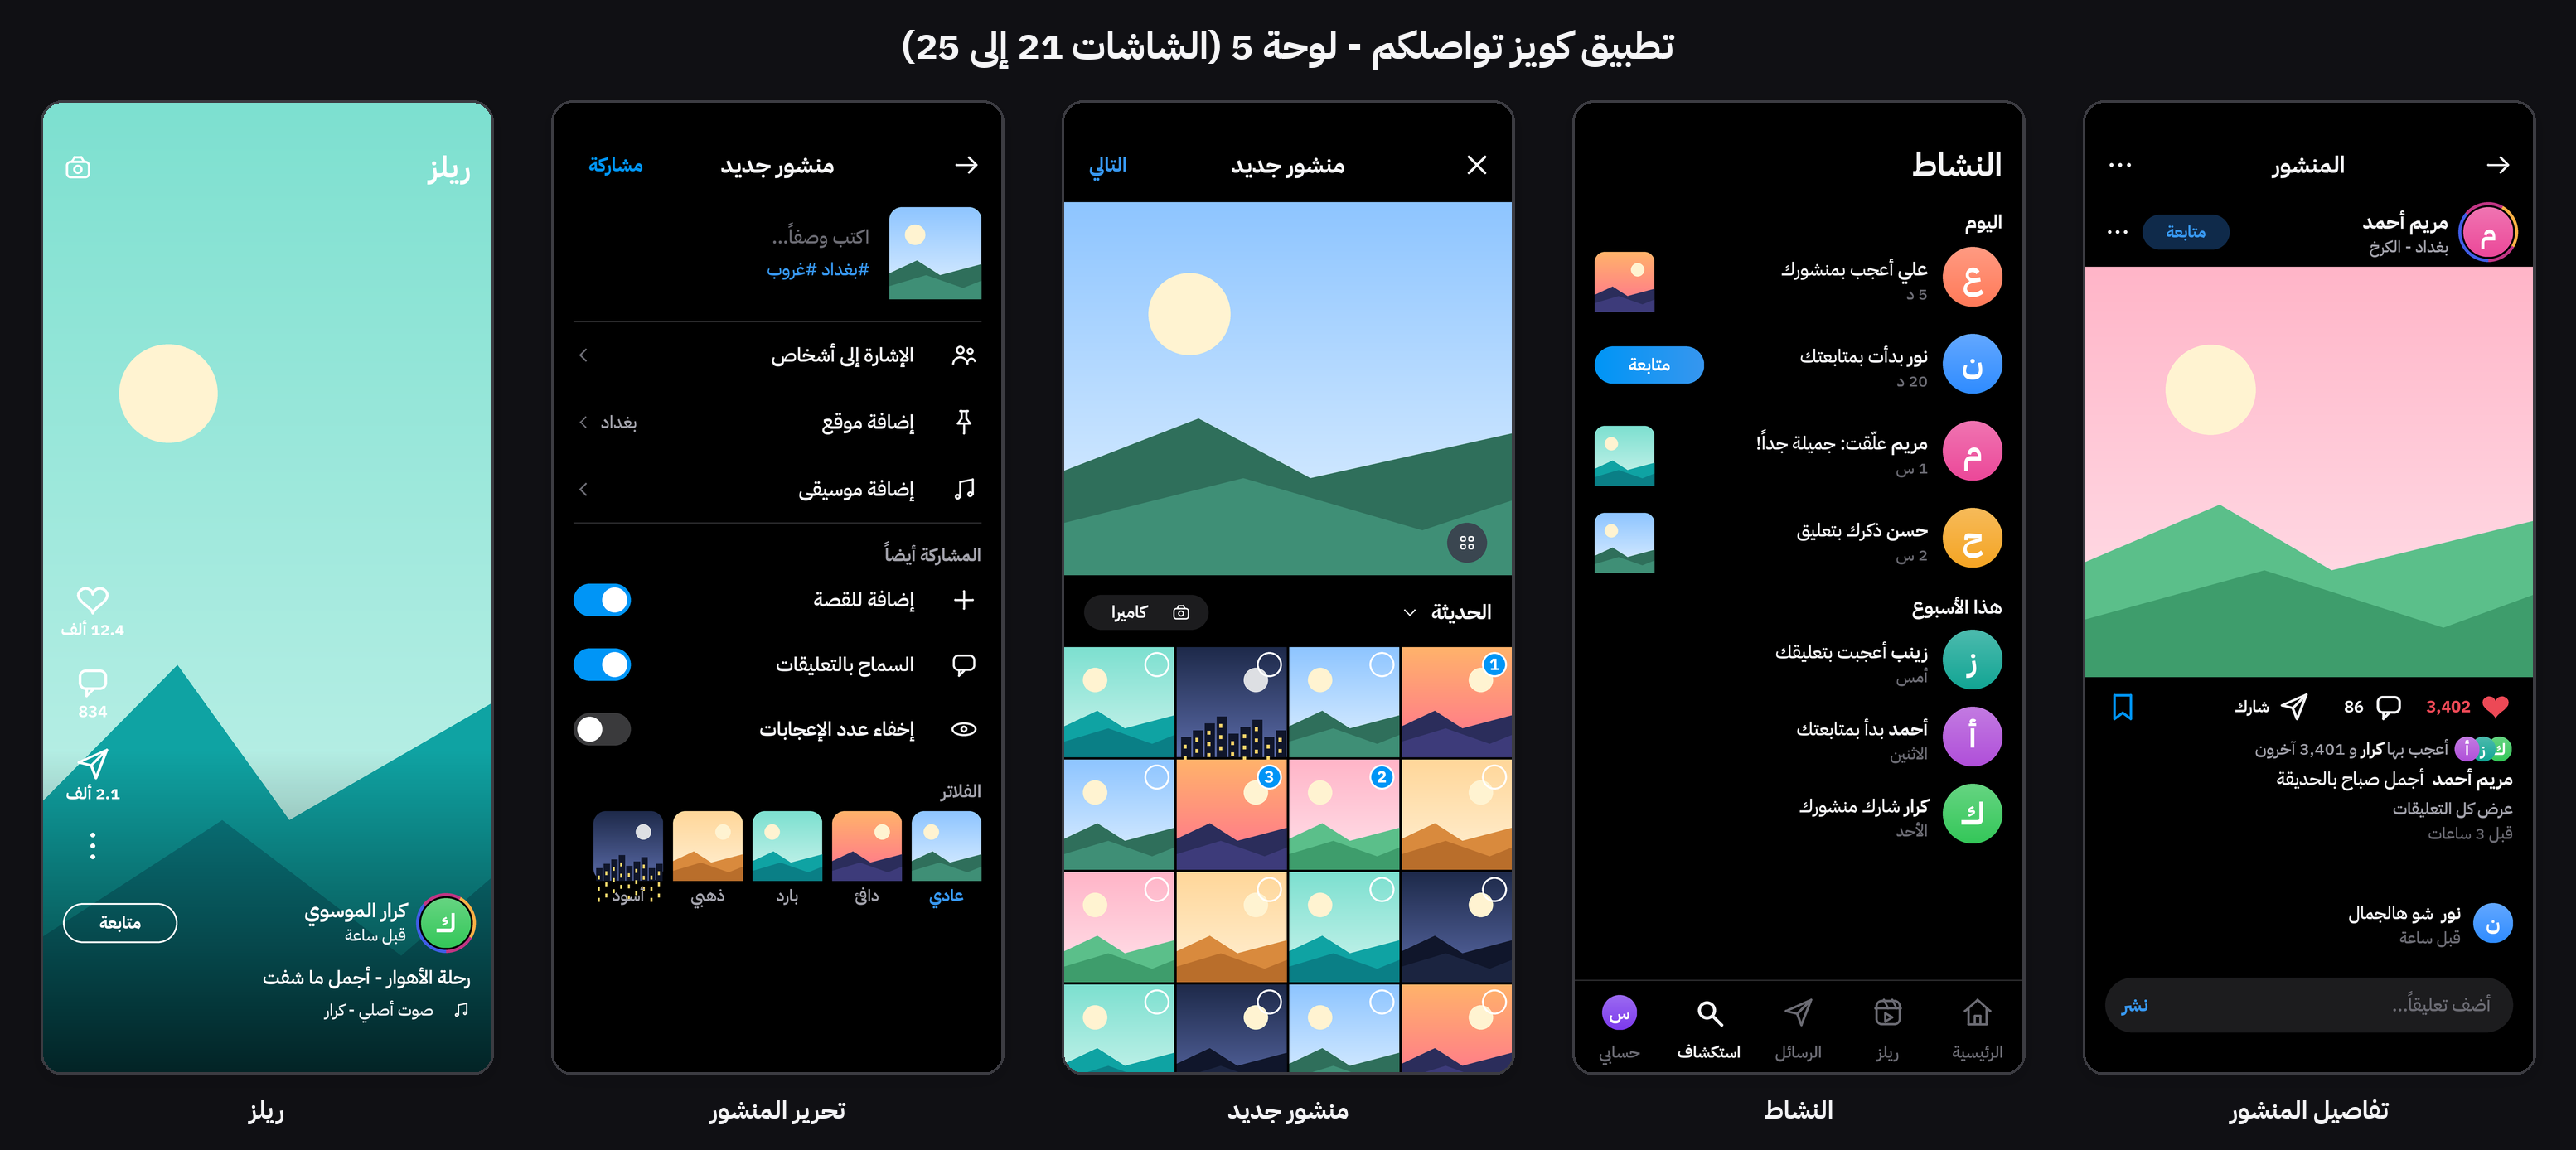 تطبيق كويز تواصلكم - لوحة 5 (الشاشات 21 إلى 25)
المنشور
م
مريم أحمد
بغداد - الكرخ
متابعة
3,402
86
شارك
ك ز أ
أعجب بها كرار و 3,401 آخرون
مريم أحمد أجمل صباح بالحديقة
عرض كل التعليقات
قبل 3 ساعات
ن
نور شو هالجمال
قبل ساعة
أضف تعليقاً...
نشر
تفاصيل المنشور
النشاط
اليوم
ع
علي أعجب بمنشورك
5 د
ن
نور بدأت بمتابعتك
20 د
متابعة
م
مريم علّقت: جميلة جداً!
1 س
ح
حسن ذكرك بتعليق
2 س
هذا الأسبوع
ز
زينب أعجبت بتعليقك
أمس
أ
أحمد بدأ بمتابعتك
الاثنين
ك
كرار شارك منشورك
الأحد
الرئيسية
ريلز
الرسائل
استكشاف
س
حسابي
النشاط
منشور جديد
التالي
الحديثة
كاميرا
1
2
3
منشور جديد
منشور جديد
مشاركة
اكتب وصفاً...
#بغداد #غروب
الإشارة إلى أشخاص
إضافة موقع
بغداد
إضافة موسيقى
المشاركة أيضاً
إضافة للقصة
السماح بالتعليقات
إخفاء عدد الإعجابات
الفلاتر
عادي
دافئ
بارد
ذهبي
أسود
تحرير المنشور
ريلز
12.4 ألف
834
2.1 ألف
ك
كرار الموسوي
قبل ساعة
متابعة
رحلة الأهوار - أجمل ما شفت
صوت أصلي - كرار
ريلز